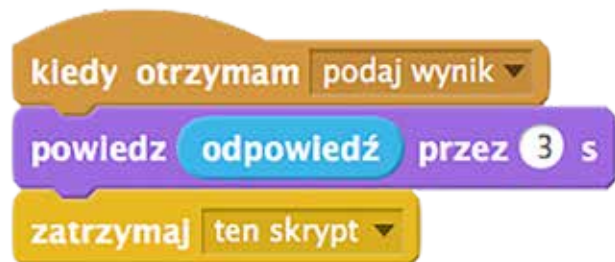 kiedy otrzymam podaj wynik
powiedz odpowiedź przez 3 s
zatrzymaj ten skrypt